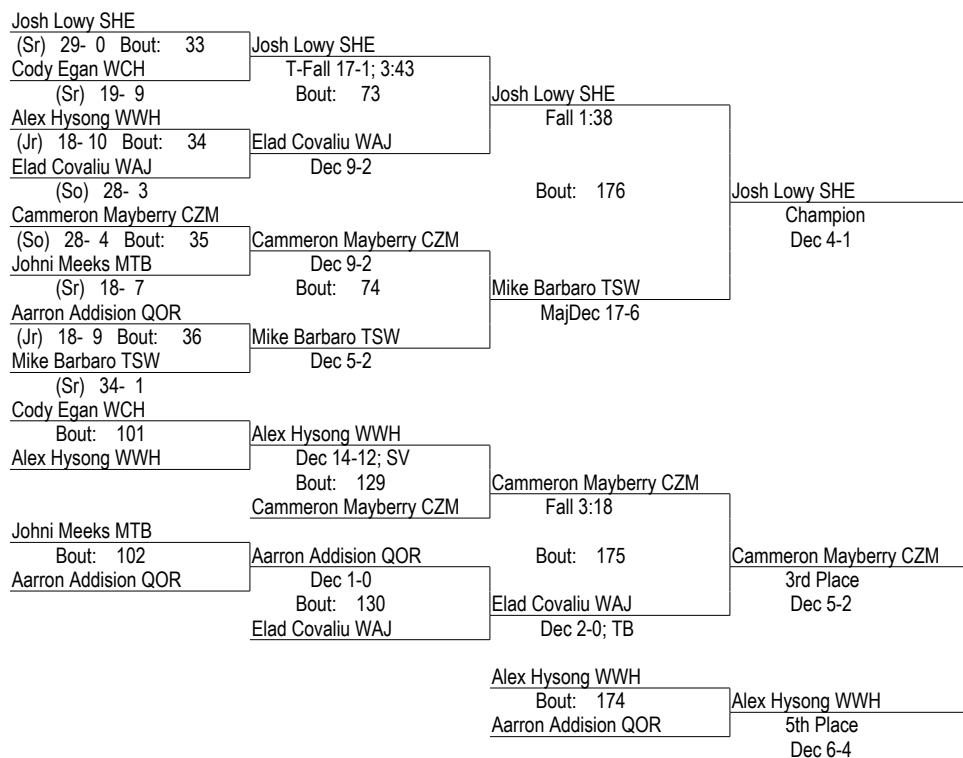 Josh Lowy SHE
(Sr) 29- 0 Bout: 33
Cody Egan WCH
(Sr) 19- 9
Alex Hysong WWH
(Jr) 18- 10 Bout: 34
Elad Covaliu WAJ
(So) 28- 3
Cammeron Mayberry CZM
(So) 28- 4 Bout: 35
Johni Meeks MTB
(Sr) 18- 7
Aarron Addision QOR
(Jr) 18- 9 Bout: 36
Mike Barbaro TSW
(Sr) 34- 1
Josh Lowy SHE
T-Fall 17-1; 3:43
Bout: 73
Elad Covaliu WAJ
Dec 9-2
Cammeron Mayberry CZM
Dec 9-2
Bout: 74
Mike Barbaro TSW
Dec 5-2
Josh Lowy SHE
Fall 1:38
Bout: 176
Mike Barbaro TSW
MajDec 17-6
Josh Lowy SHE
Champion
Dec 4-1
Cody Egan WCH
Bout: 101
Alex Hysong WWH
Johni Meeks MTB
Bout: 102
Aarron Addision QOR
Alex Hysong WWH
Dec 14-12; SV
Bout: 129
Cammeron Mayberry CZM
Aarron Addision QOR
Dec 1-0
Bout: 130
Elad Covaliu WAJ
Cammeron Mayberry CZM
Fall 3:18
Bout: 175
Elad Covaliu WAJ
Dec 2-0; TB
Cammeron Mayberry CZM
3rd Place
Dec 5-2
Alex Hysong WWH
Bout: 174
Aarron Addision QOR
Alex Hysong WWH
5th Place
Dec 6-4